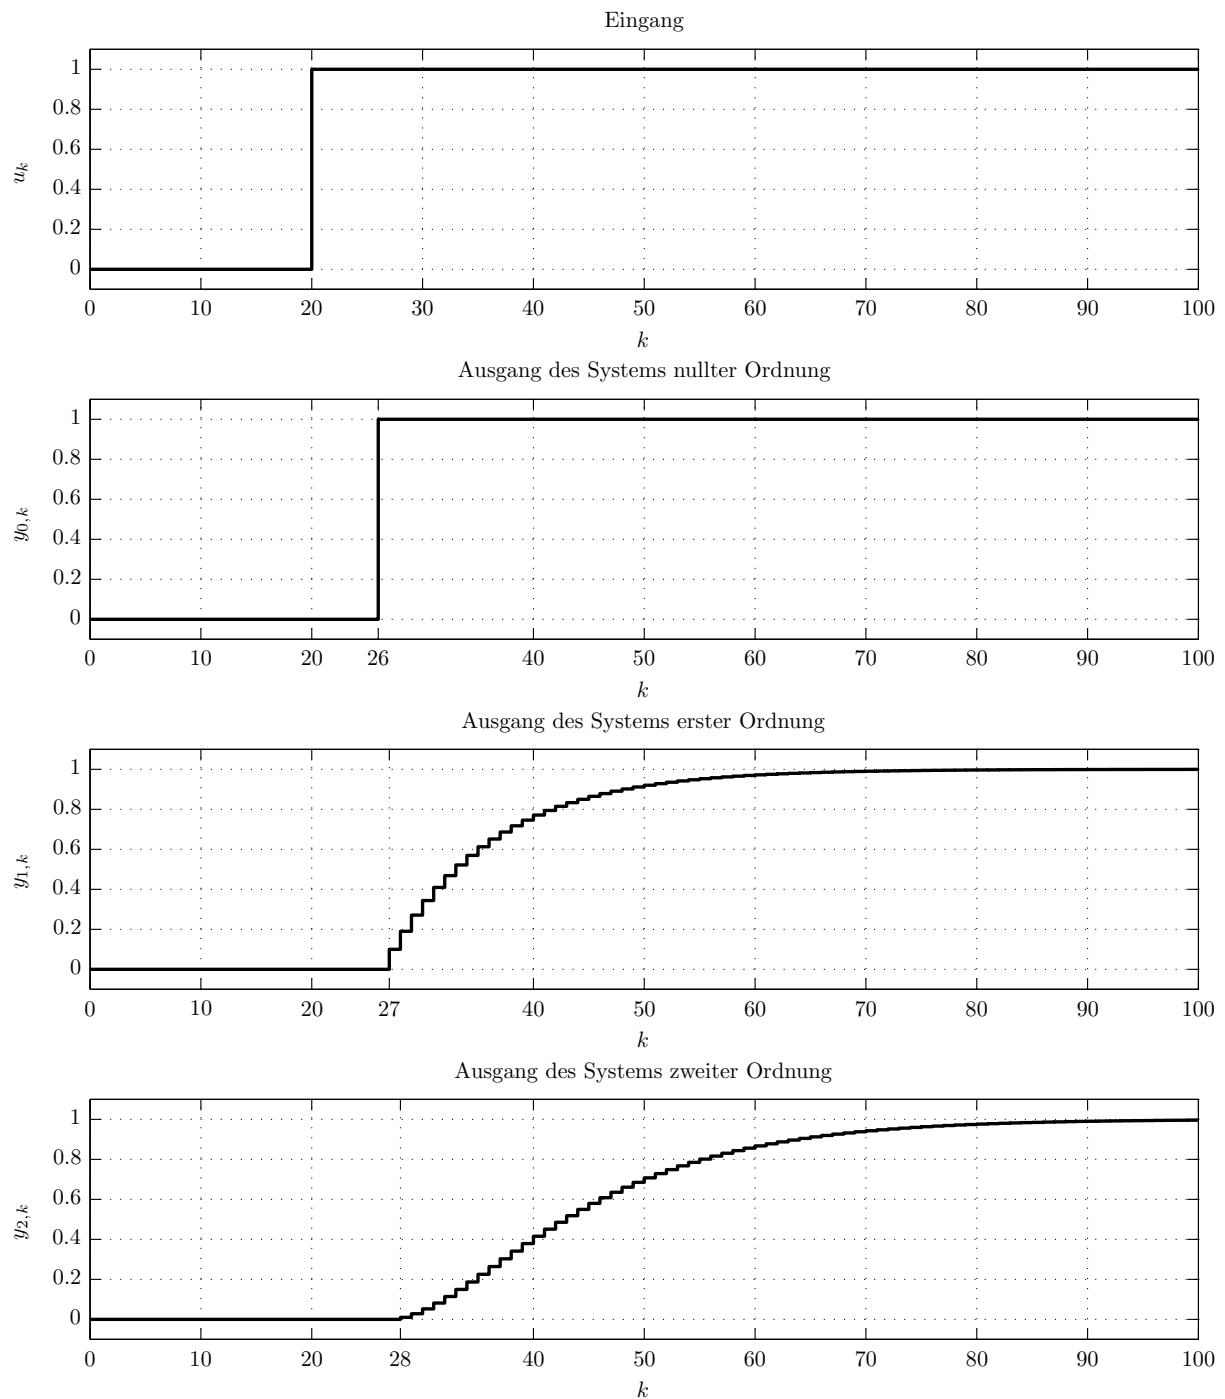 Eingang
1
0.8
0.6
0.4
0.2
0
u_k
0 10 20 30 40 50 60 70 80 90 100
k
Ausgang des Systems nullter Ordnung
1
0.8
0.6
0.4
0.2
0
y_{0,k}
0 10 20 26 40 50 60 70 80 90 100
k
Ausgang des Systems erster Ordnung
1
0.8
0.6
0.4
0.2
0
y_{1,k}
0 10 20 27 40 50 60 70 80 90 100
k
Ausgang des Systems zweiter Ordnung
1
0.8
0.6
0.4
0.2
0
y_{2,k}
0 10 20 28 40 50 60 70 80 90 100
k